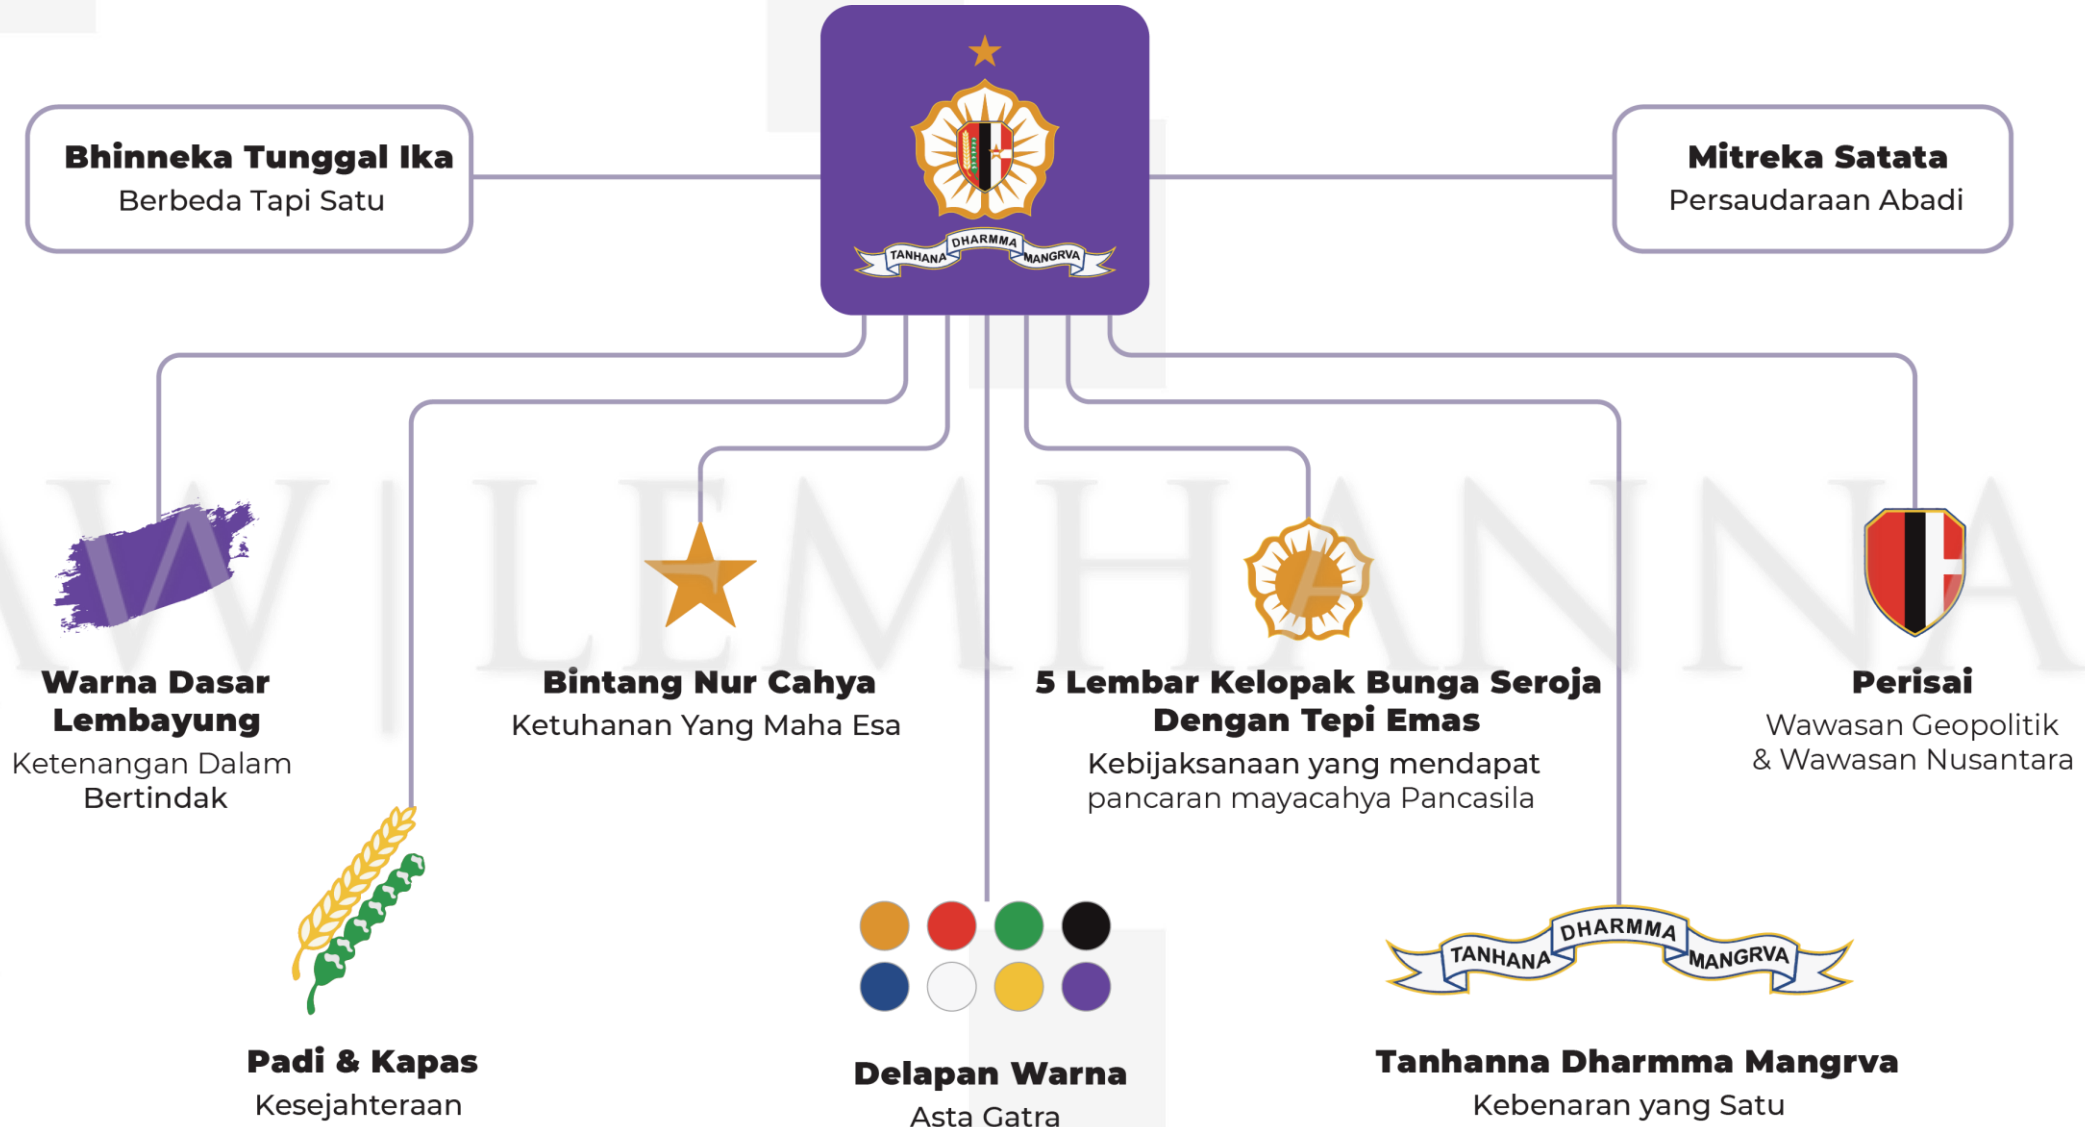 TANHANA DHARMMA MANGRVA
Bhinneka Tunggal Ika
Berbeda Tapi Satu
Mitreka Satata
Persaudaraan Abadi
AW | LEMHANNA
Warna Dasar
Lembayung
Ketenangan Dalam
Bertindak
Bintang Nur Cahya
Ketuhanan Yang Maha Esa
5 Lembar Kelopak Bunga Seroja
Dengan Tepi Emas
Kebijaksanaan yang mendapat
pancaran mayacahya Pancasila
Perisai
Wawasan Geopolitik
& Wawasan Nusantara
Padi & Kapas
Kesejahteraan
Delapan Warna
Asta Gatra
TANHANA DHARMMA MANGRVA
Tanhanna Dharmma Mangrva
Kebenaran yang Satu